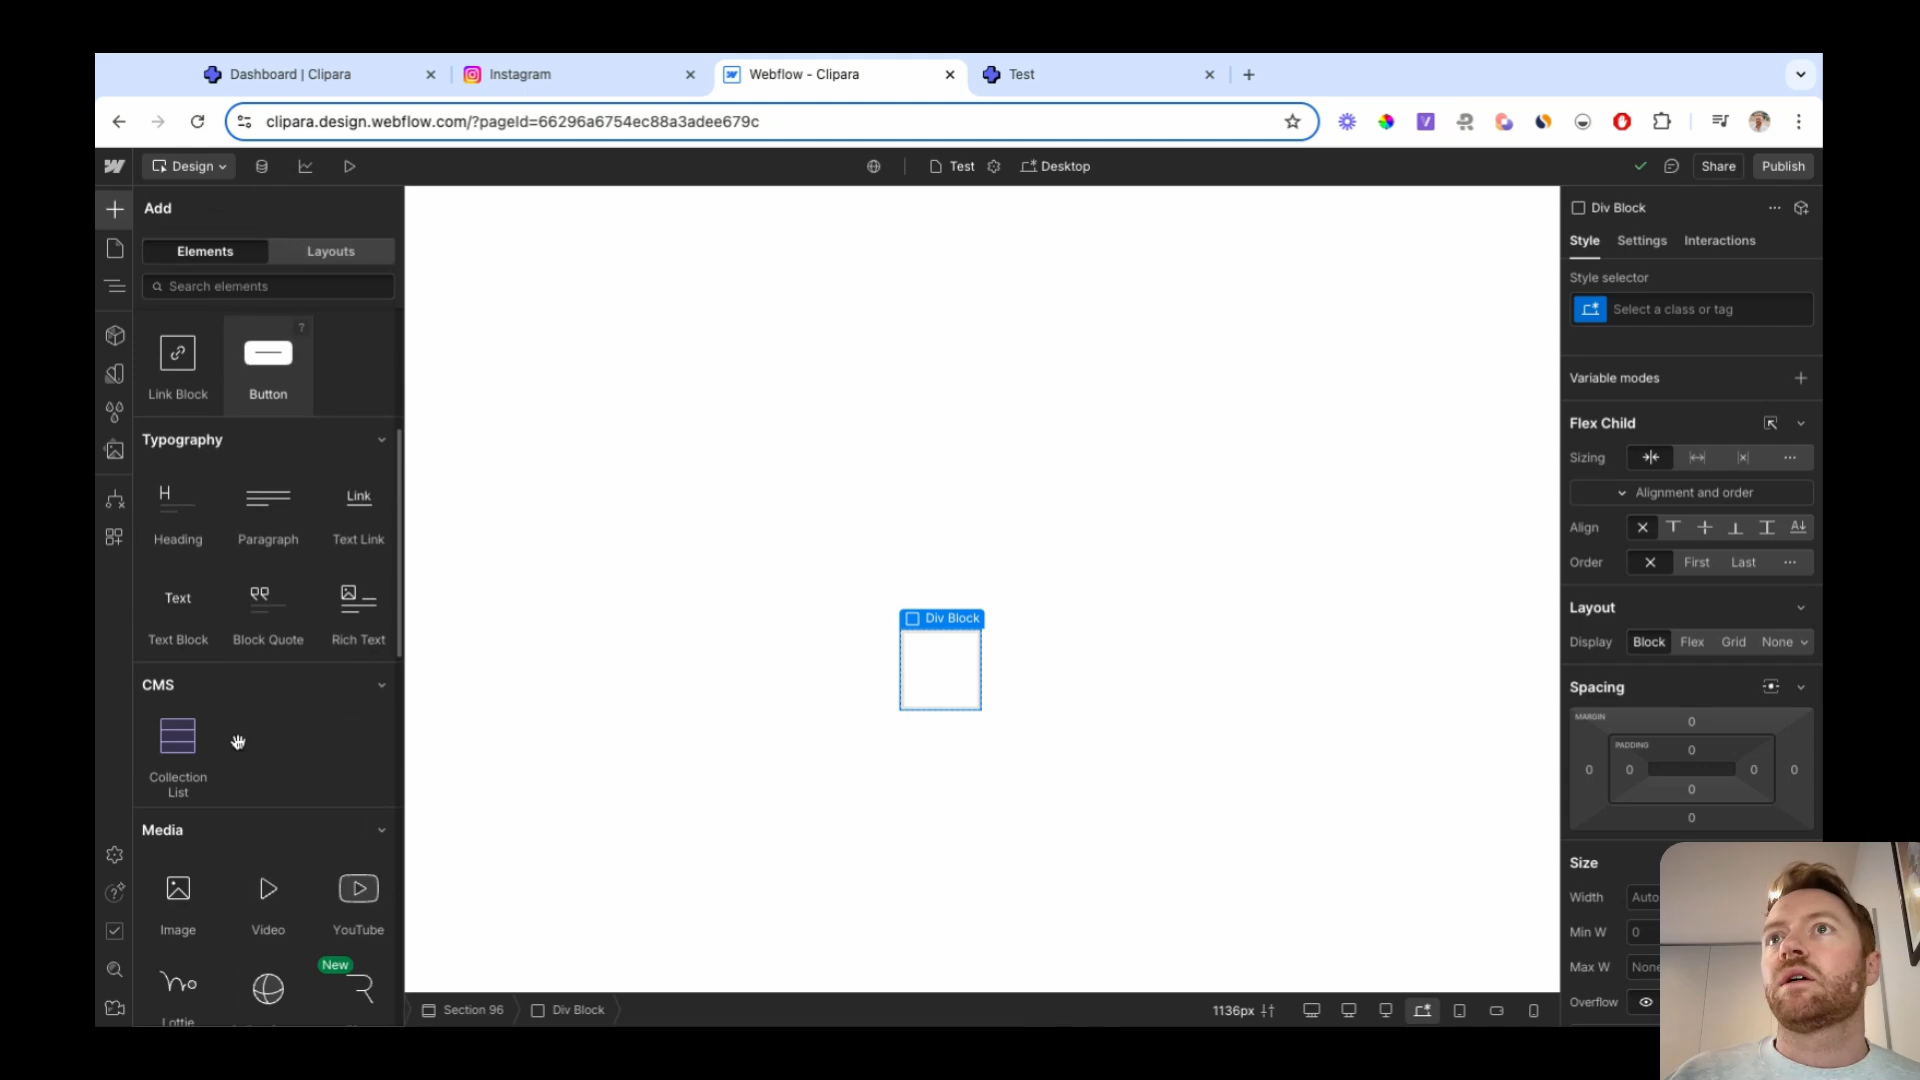 Dashboard | Clipara
Instagram
Webflow - Clipara
Test
clipara.design.webflow.com/?pageId=66296a6754ec88a3adee679c
Design
Test
Desktop
Share
Publish
Add
Elements
Layouts
Search elements
?
Link Block
Button
Typography
H
Link
Heading
Paragraph
Text Link
Text
Text Block
Block Quote
Rich Text
CMS
Collection
List
Media
Image
Video
YouTube
New
Lottie
Div Block
Section 96
Div Block
1136px
Div Block
Style
Settings
Interactions
Style selector
Select a class or tag
Variable modes
Flex Child
Sizing
Alignment and order
Align
Order
First
Last
Layout
Display
Block
Flex
Grid
None
Spacing
MARGIN
0
PADDING
0
0
0
0
0
0
0
Size
Width
Auto
Min W
0
Max W
None
Overflow